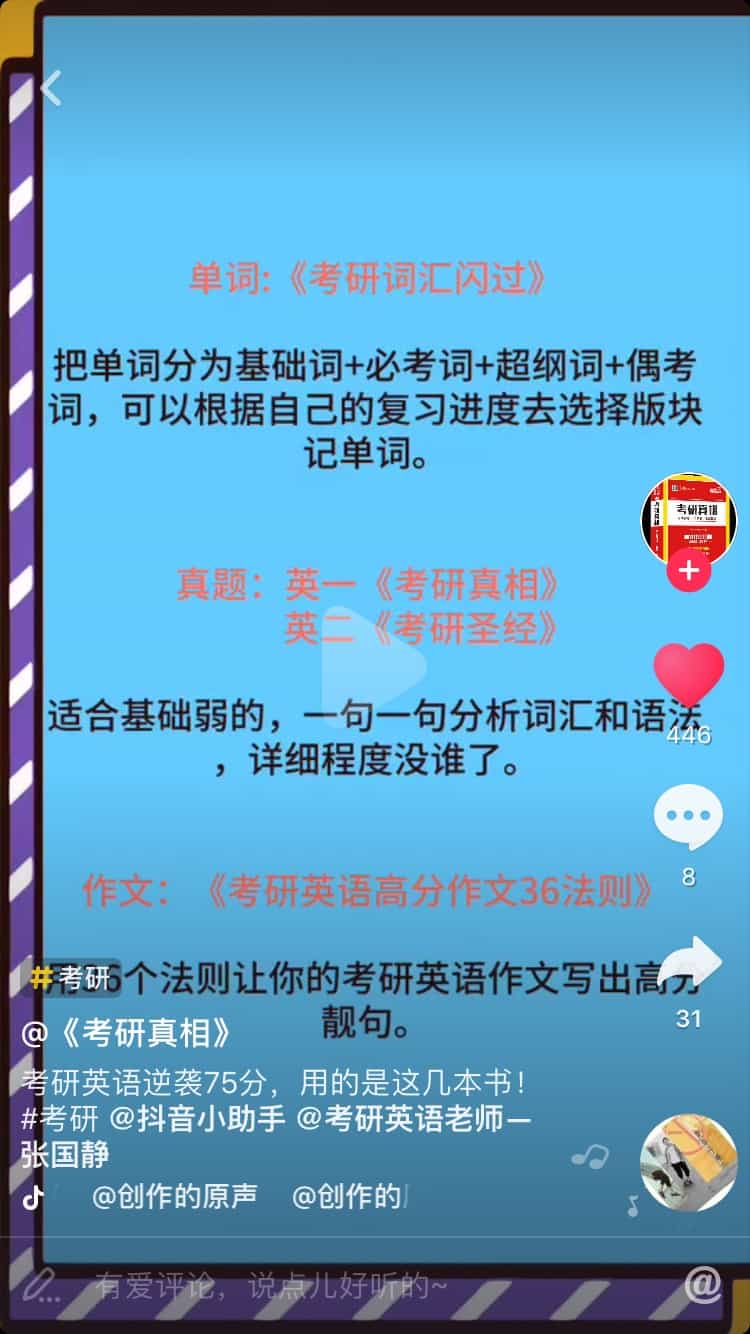 单词:《考研词汇闪过》
把单词分为基础词+必考词+超纲词+偶考
词，可以根据自己的复习进度去选择版块
记单词。
真题：英一《考研真相》
英二《考研圣经》
适合基础弱的，一句一句分析词汇和语法
，详细程度没谁了。
作文：《考研英语高分作文36法则》
用36个法则让你的考研英语作文写出高分
靓句。
考研真相
446
8
31
#考研
@《考研真相》
考研英语逆袭75分，用的是这几本书！
#考研 @抖音小助手 @考研英语老师—
张国静
@创作的原声 @创作的
有爱评论，说点儿好听的~
@